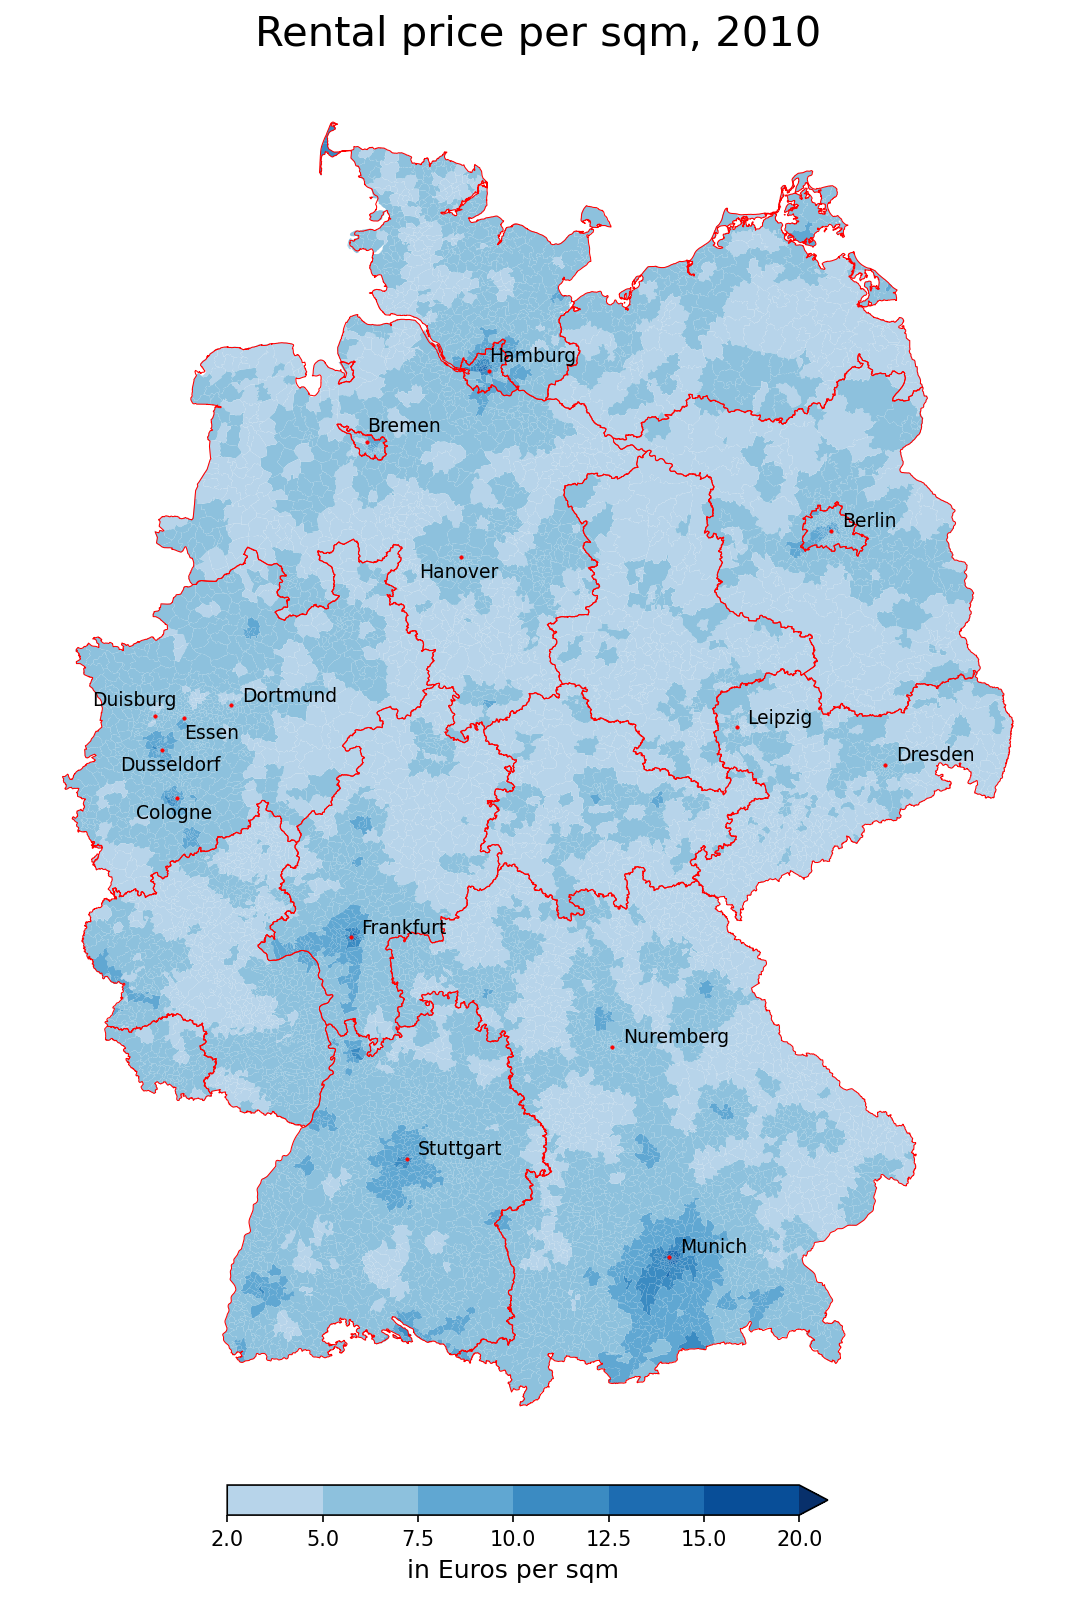 Rental price per sqm, 2010
Hamburg
Bremen
Berlin
Hanover
Duisburg
Dortmund
Essen
Leipzig
Dusseldorf
Dresden
Cologne
Frankfurt
Nuremberg
Stuttgart
Munich
2.0 5.0 7.5 10.0 12.5 15.0 20.0
in Euros per sqm